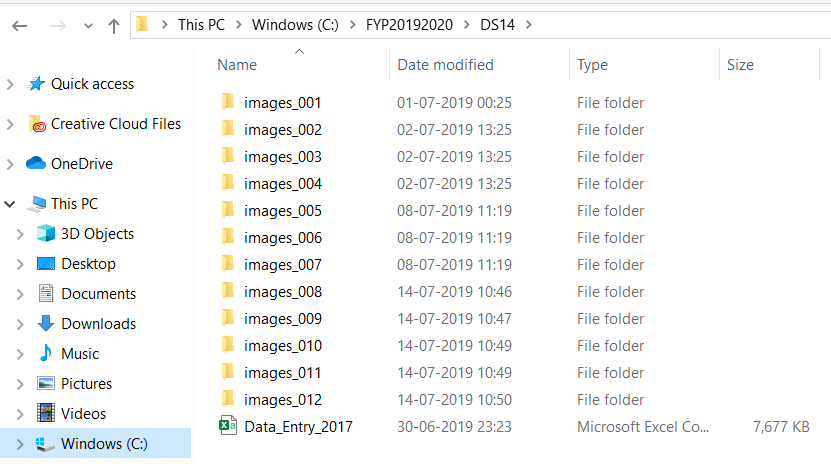 This PC > Windows (C:) > FYP20192020 > DS14 >
Name Date modified Type Size
Quick access
Creative Cloud Files
OneDrive
This PC
3D Objects
Desktop
Documents
Downloads
Music
Pictures
Videos
Windows (C:)
images_001 01-07-2019 00:25 File folder
images_002 02-07-2019 13:25 File folder
images_003 02-07-2019 13:25 File folder
images_004 02-07-2019 13:25 File folder
images_005 08-07-2019 11:19 File folder
images_006 08-07-2019 11:19 File folder
images_007 08-07-2019 11:19 File folder
images_008 14-07-2019 10:46 File folder
images_009 14-07-2019 10:47 File folder
images_010 14-07-2019 10:49 File folder
images_011 14-07-2019 10:49 File folder
images_012 14-07-2019 10:50 File folder
Data_Entry_2017 30-06-2019 23:23 Microsoft Excel Co... 7,677 KB